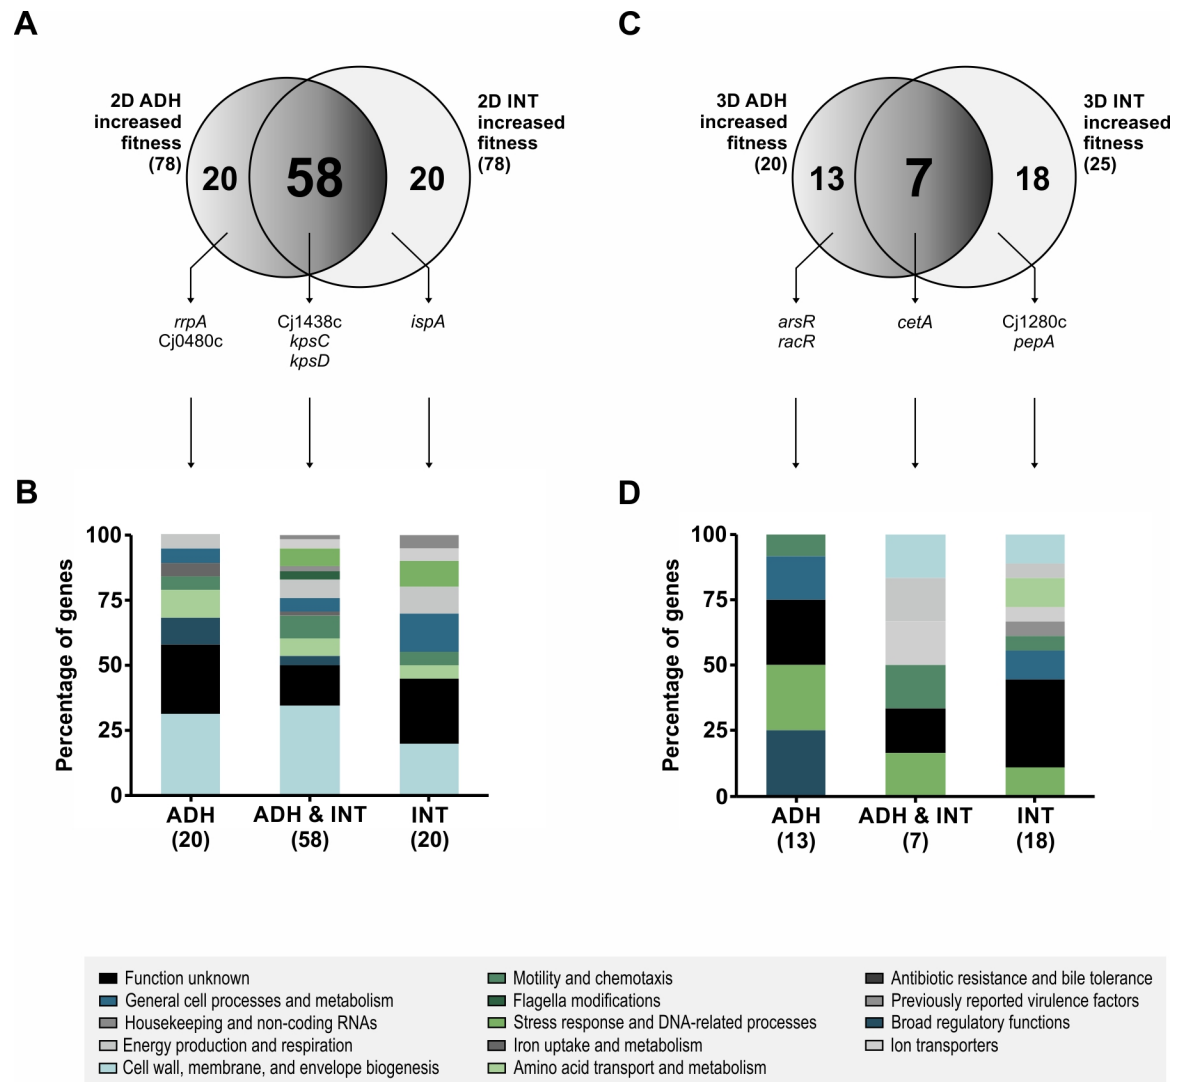 A
2D ADH
increased
fitness
(78)
20
58
20
2D INT
increased
fitness
(78)
rrpA
Cj0480c
Cj1438c
kpsC
kpsD
ispA
C
3D ADH
increased
fitness
(20)
13
7
18
3D INT
increased
fitness
(25)
arsR
racR
cetA
Cj1280c
pepA
B
Percentage of genes
100
75
50
25
0
ADH
(20)
ADH & INT
(58)
INT
(20)
D
Percentage of genes
100
75
50
25
0
ADH
(13)
ADH & INT
(7)
INT
(18)
Function unknown
General cell processes and metabolism
Housekeeping and non-coding RNAs
Energy production and respiration
Cell wall, membrane, and envelope biogenesis
Motility and chemotaxis
Flagella modifications
Stress response and DNA-related processes
Iron uptake and metabolism
Amino acid transport and metabolism
Antibiotic resistance and bile tolerance
Previously reported virulence factors
Broad regulatory functions
Ion transporters